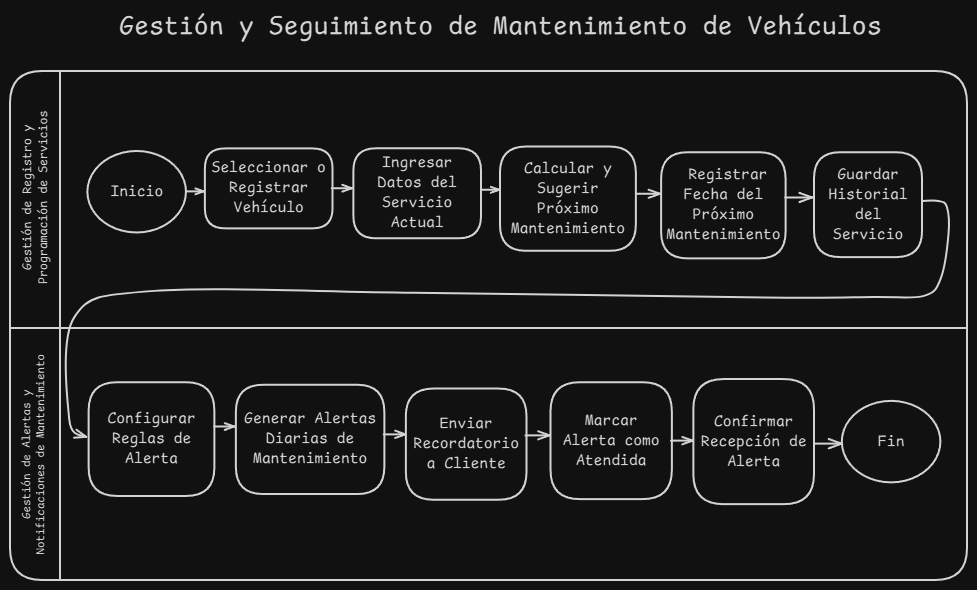 Gestión y Seguimiento de Mantenimiento de Vehículos
Gestión de Registro y
Programación de Servicios
Inicio
Seleccionar o
Registrar
Vehículo
Ingresar
Datos del
Servicio
Actual
Calcular y
Sugerir
Próximo
Mantenimiento
Registrar
Fecha del
Próximo
Mantenimiento
Guardar
Historial
del
Servicio
Gestión de Alertas y
Notificaciones de Mantenimiento
Configurar
Reglas de
Alerta
Generar Alertas
Diarias de
Mantenimiento
Enviar
Recordatorio
a Cliente
Marcar
Alerta como
Atendida
Confirmar
Recepción de
Alerta
Fin